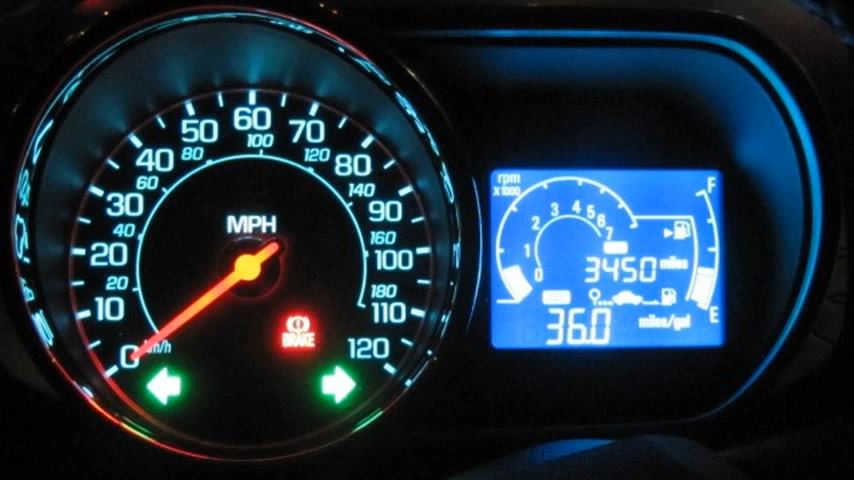 0 10 20 30 40 50 60 70 80 90 100 110 120
20 40 60 80 100 120 140 160 180
MPH
km/h
BRAKE
rpm
X1000
0 1 2 3 4 5 6 7
F
3450 miles
E
36.0 miles/gal